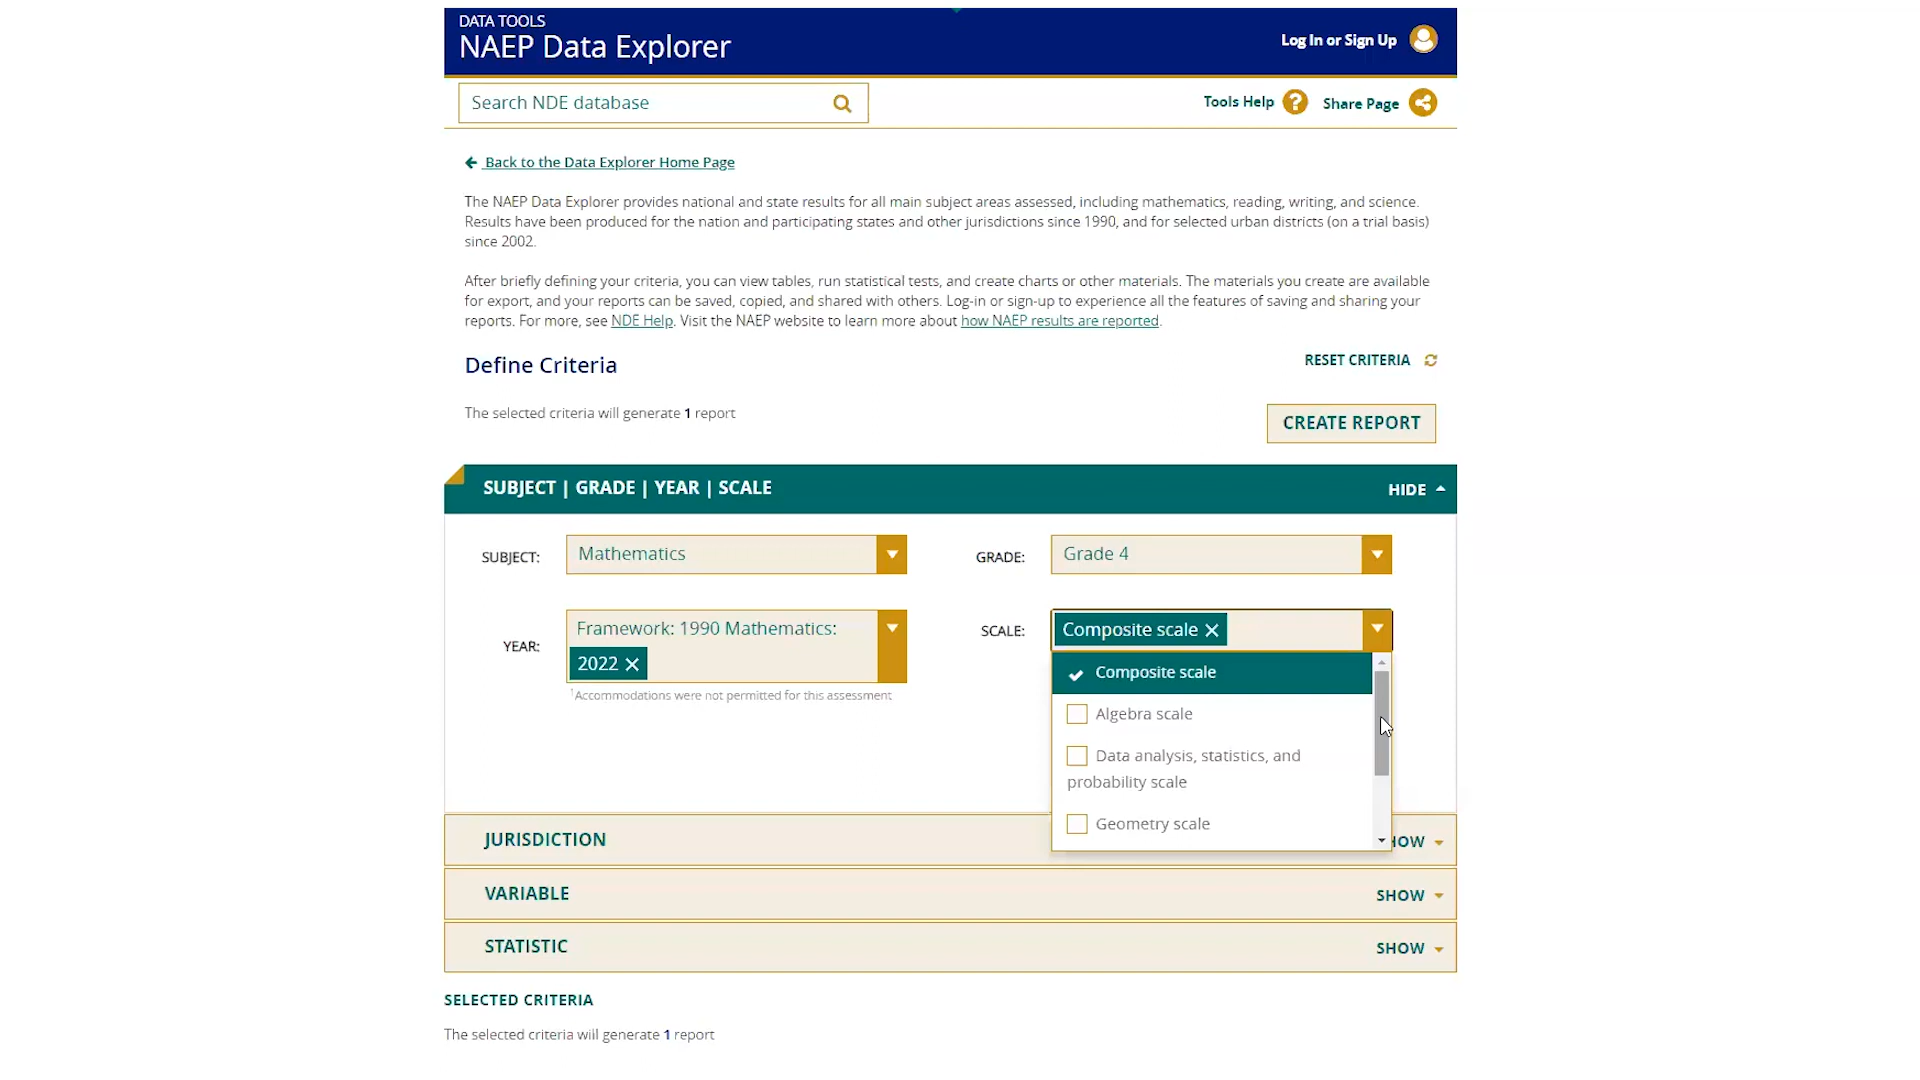 DATA TOOLS
NAEP Data Explorer
Log In or Sign Up
Search NDE database
Tools Help ?
Share Page
Back to the Data Explorer Home Page
The NAEP Data Explorer provides national and state results for all main subject areas assessed, including mathematics, reading, writing, and science.
Results have been produced for the nation and participating states and other jurisdictions since 1990, and for selected urban districts (on a trial basis)
since 2002.
After briefly defining your criteria, you can view tables, run statistical tests, and create charts or other materials. The materials you create are available
for export, and your reports can be saved, copied, and shared with others. Log-in or sign-up to experience all the features of saving and sharing your
reports. For more, see NDE Help. Visit the NAEP website to learn more about how NAEP results are reported.
Define Criteria
RESET CRITERIA
The selected criteria will generate 1 report
CREATE REPORT
SUBJECT | GRADE | YEAR | SCALE
HIDE
SUBJECT:
Mathematics
GRADE:
Grade 4
YEAR:
Framework: 1990 Mathematics:
2022
1Accommodations were not permitted for this assessment
SCALE:
Composite scale
Composite scale
Algebra scale
Data analysis, statistics, and
probability scale
Geometry scale
JURISDICTION
HOW
VARIABLE
SHOW
STATISTIC
SHOW
SELECTED CRITERIA
The selected criteria will generate 1 report